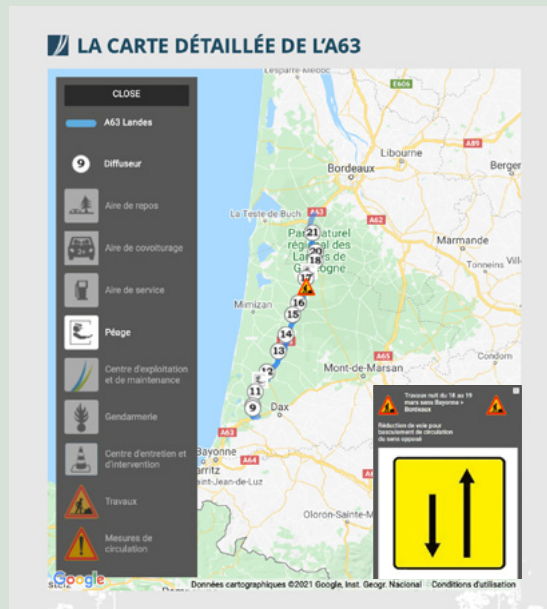 LA CARTE DÉTAILLÉE DE L'A63
CLOSE
A63 Landes
9 Diffuseur
Aire de repos
Aire de covoiturage
Aire de service
Péage
Centre d'exploitation
et de maintenance
Gendarmerie
Centre d'entretien et
d'intervention
Travaux
Mesures de
circulation
Lesparre-Médoc
E606
Libourne
A89
Bordeaux
Berger
La Teste de Buch
A63
A62
21
Parc naturel
régional des
Landes de
Gascogne
20
18
17
Marmande
Tonneins
Mimizan
16
15
14
13
A65
Condom
Mont-de-Marsan
12
11
9
Dax
A63
Bayonne
A64
arritz
aint-Jean-de-Luz
Oloron-Sainte-M
Travaux nuit du 18 au 19
mars sens Bayonne >
Bordeaux
Réduction de voie pour
basculement de circulation
du sens opposé
Google
Données cartographiques ©2021 Google, Inst. Geogr. Nacional
Conditions d'utilisation